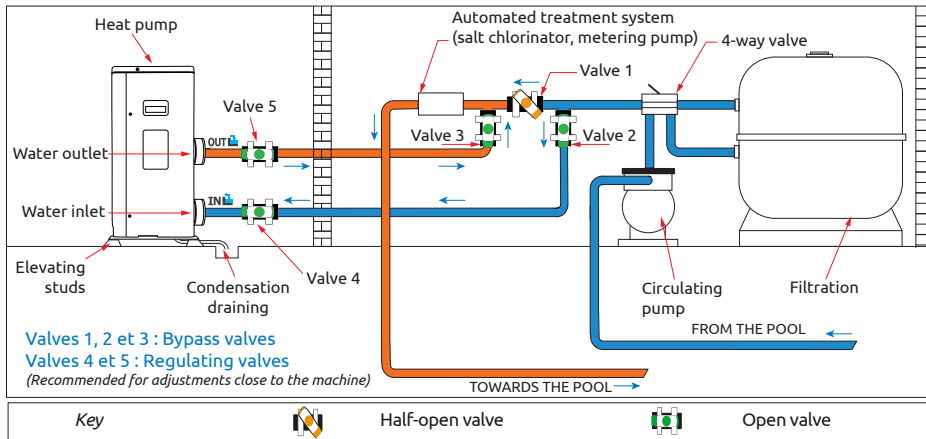 Heat pump
Automated treatment system
(salt chlorinator, metering pump)
4-way valve
Valve 1
Valve 5
Valve 3
Valve 2
OUT
Water outlet
Water inlet
IN
Elevating
studs
Condensation
draining
Valve 4
Circulating
pump
Filtration
FROM THE POOL
Valves 1, 2 et 3 : Bypass valves
Valves 4 et 5 : Regulating valves
(Recommended for adjustments close to the machine)
TOWARDS THE POOL
Key
Half-open valve
Open valve